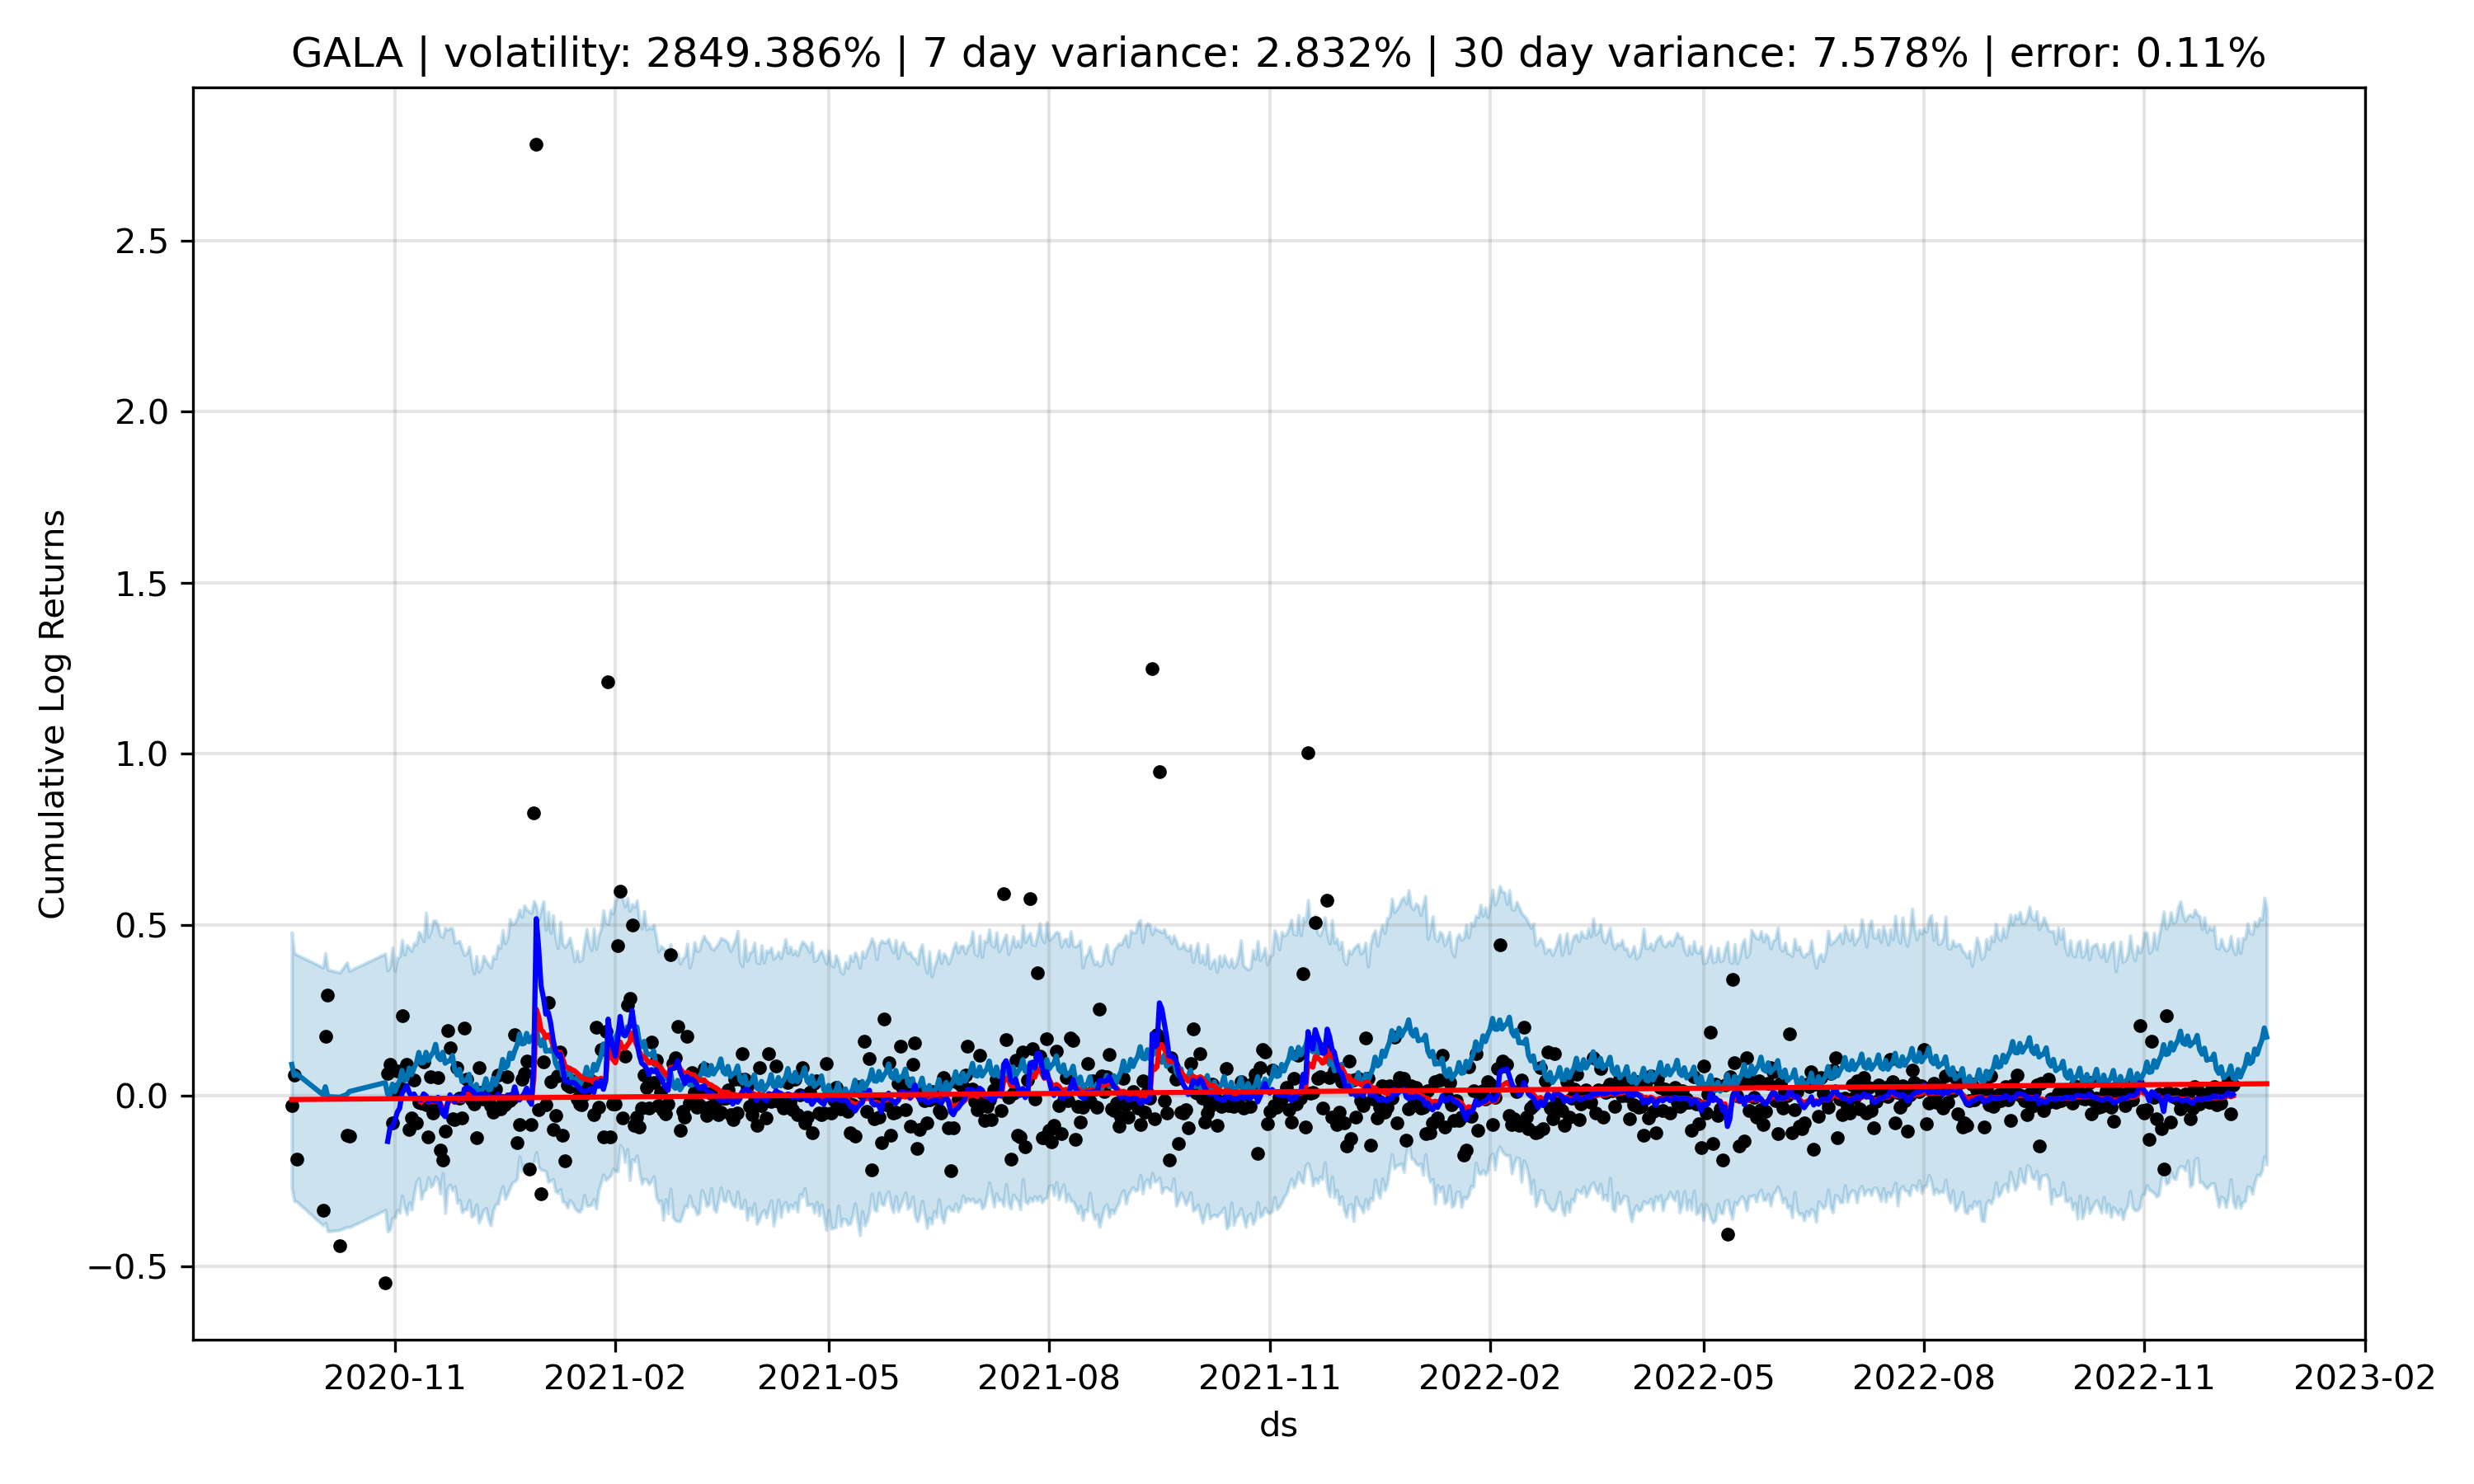 GALA | volatility: 2849.386% | 7 day variance: 2.832% | 30 day variance: 7.578% | error: 0.11%
Cumulative Log Returns
2.5
2.0
1.5
1.0
0.5
0.0
−0.5
2020-11 2021-02 2021-05 2021-08 2021-11 2022-02 2022-05 2022-08 2022-11 2023-02
ds